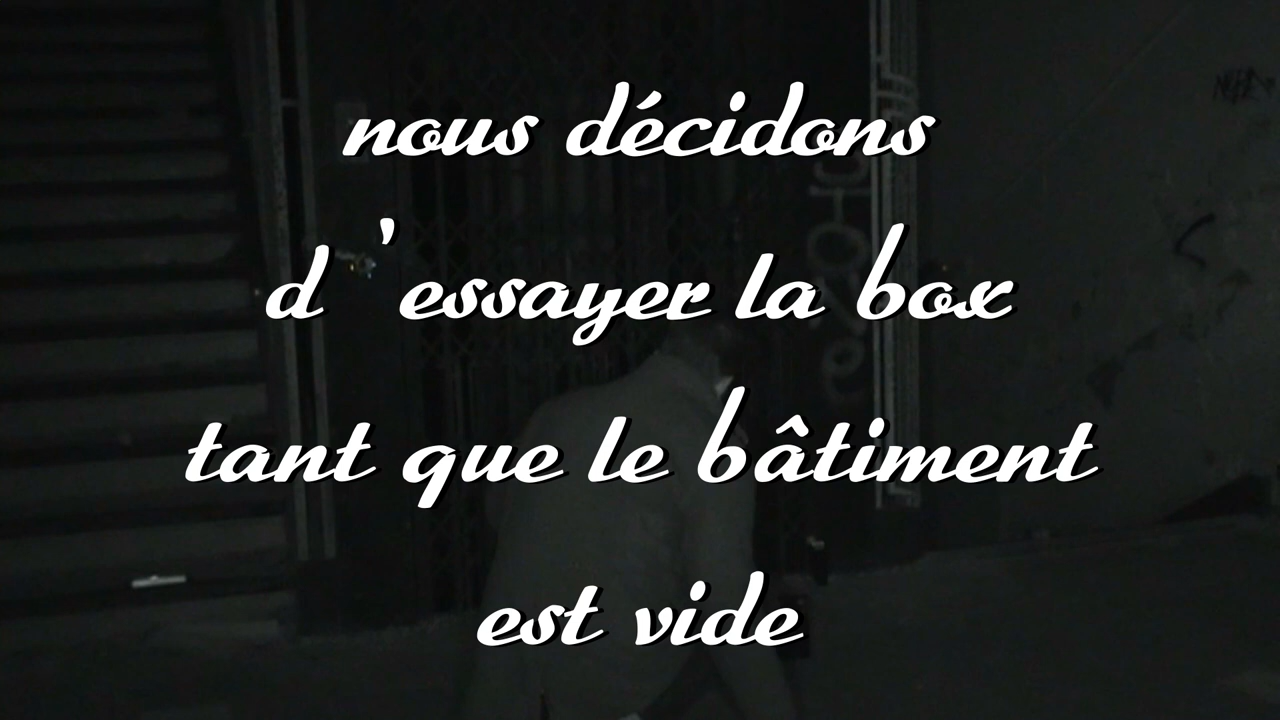 nous décidons
d'essayer la box
tant que le bâtiment
est vide